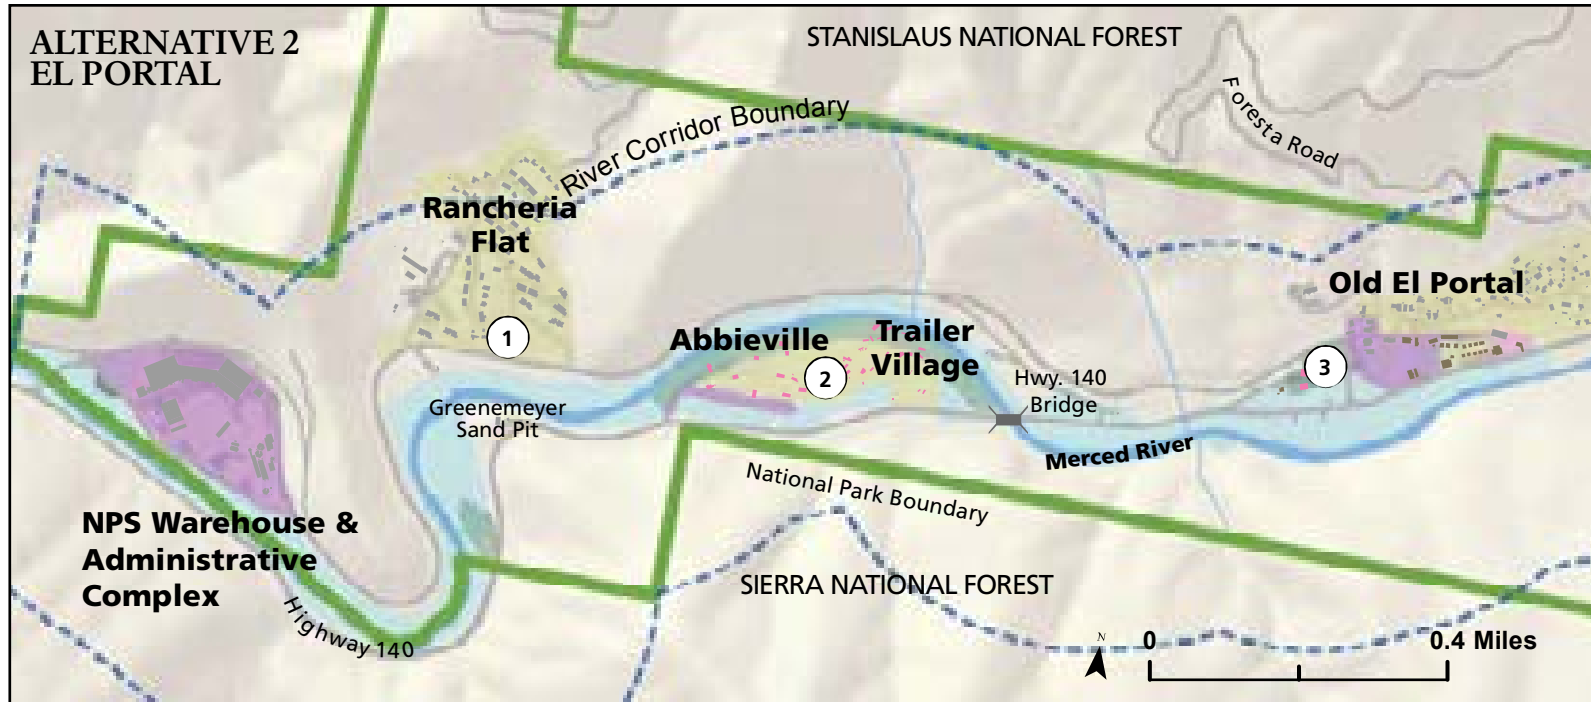 ALTERNATIVE 2
EL PORTAL
STANISLAUS NATIONAL FOREST
Foresta Road
River Corridor Boundary
Rancheria
Flat
Old El Portal
1
Abbieville
Trailer
Village
2
3
Hwy. 140
Bridge
Greenemeyer
Sand Pit
Merced River
National Park Boundary
NPS Warehouse &
Administrative
Complex
SIERRA NATIONAL FOREST
Highway 140
N
0
0.4 Miles